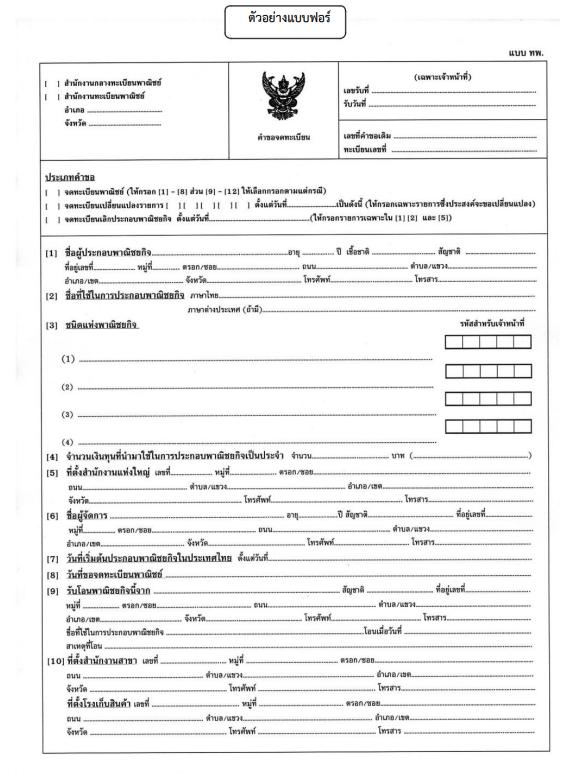 ตัวอย่างแบบฟอร์ม
แบบ ทพ.
[ ] สำนักงานกลางทะเบียนพาณิชย์
[ ] สำนักงานทะเบียนพาณิชย์
อำเภอ ........................
จังหวัด ........................
คำขอจดทะเบียน
(เฉพาะเจ้าหน้าที่)
เลขรับที่ ........................
รับวันที่ ........................
เลขที่คำขอเดิม ........................
ทะเบียนเลขที่ ........................
ประเภทคำขอ
[ ] จดทะเบียนพาณิชย์ (ให้กรอก [1] - [8] ส่วน [9] - [12] ให้เลือกกรอกตามแต่กรณี)
[ ] จดทะเบียนเปลี่ยนแปลงรายการ [ ] [ ] [ ] [ ] ตั้งแต่วันที่................เป็นดังนี้ (ให้กรอกเฉพาะรายการซึ่งประสงค์จะขอเปลี่ยนแปลง)
[ ] จดทะเบียนเลิกประกอบพาณิชยกิจ ตั้งแต่วันที่........................(ให้กรอกรายการเฉพาะใน [1] [2] และ [5])
[1] ชื่อผู้ประกอบพาณิชยกิจ........................อายุ ............ ปี เชื้อชาติ ................ สัญชาติ ................
ที่อยู่เลขที่................ หมู่ที่............ ตรอก/ซอย................ ถนน................ ตำบล/แขวง................
อำเภอ/เขต................ จังหวัด................ โทรศัพท์................ โทรสาร................
[2] ชื่อที่ใช้ในการประกอบพาณิชยกิจ ภาษาไทย........................
ภาษาต่างประเทศ (ถ้ามี)........................
[3] ชนิดแห่งพาณิชยกิจ รหัสสำหรับเจ้าหน้าที่
(1) ........................
(2) ........................
(3) ........................
(4) ........................
[4] จำนวนเงินทุนที่นำมาใช้ในการประกอบพาณิชยกิจเป็นประจำ จำนวน................ บาท (................)
[5] ที่ตั้งสำนักงานแห่งใหญ่ เลขที่............ หมู่ที่............ ตรอก/ซอย................
ถนน................ ตำบล/แขวง................ อำเภอ/เขต................
จังหวัด................ โทรศัพท์................ โทรสาร................
[6] ชื่อผู้จัดการ ........................ อายุ............ปี สัญชาติ................ ที่อยู่เลขที่................
หมู่ที่............ ตรอก/ซอย................ ถนน................ ตำบล/แขวง................
อำเภอ/เขต................ จังหวัด................ โทรศัพท์................ โทรสาร................
[7] วันที่เริ่มต้นประกอบพาณิชยกิจในประเทศไทย ตั้งแต่วันที่........................
[8] วันที่ขอจดทะเบียนพาณิชย์ ........................
[9] รับโอนพาณิชยกิจนี้จาก ........................ สัญชาติ ................ ที่อยู่เลขที่................
หมู่ที่ ............ ตรอก/ซอย................ ถนน................ ตำบล/แขวง................
อำเภอ/เขต................ จังหวัด................ โทรศัพท์................ โทรสาร................
ชื่อที่ใช้ในการประกอบพาณิชยกิจ ........................โอนเมื่อวันที่ ................
สาเหตุที่โอน ........................
[10] ที่ตั้งสำนักงานสาขา เลขที่ ................ หมู่ที่ ................ ตรอก/ซอย................
ถนน ................ ตำบล/แขวง................ อำเภอ/เขต................
จังหวัด ................ โทรศัพท์ ................ โทรสาร................
ที่ตั้งโรงเก็บสินค้า เลขที่ ................ หมู่ที่ ................ ตรอก/ซอย................
ถนน ................ ตำบล/แขวง................ อำเภอ/เขต................
จังหวัด ................ โทรศัพท์ ................ โทรสาร ................